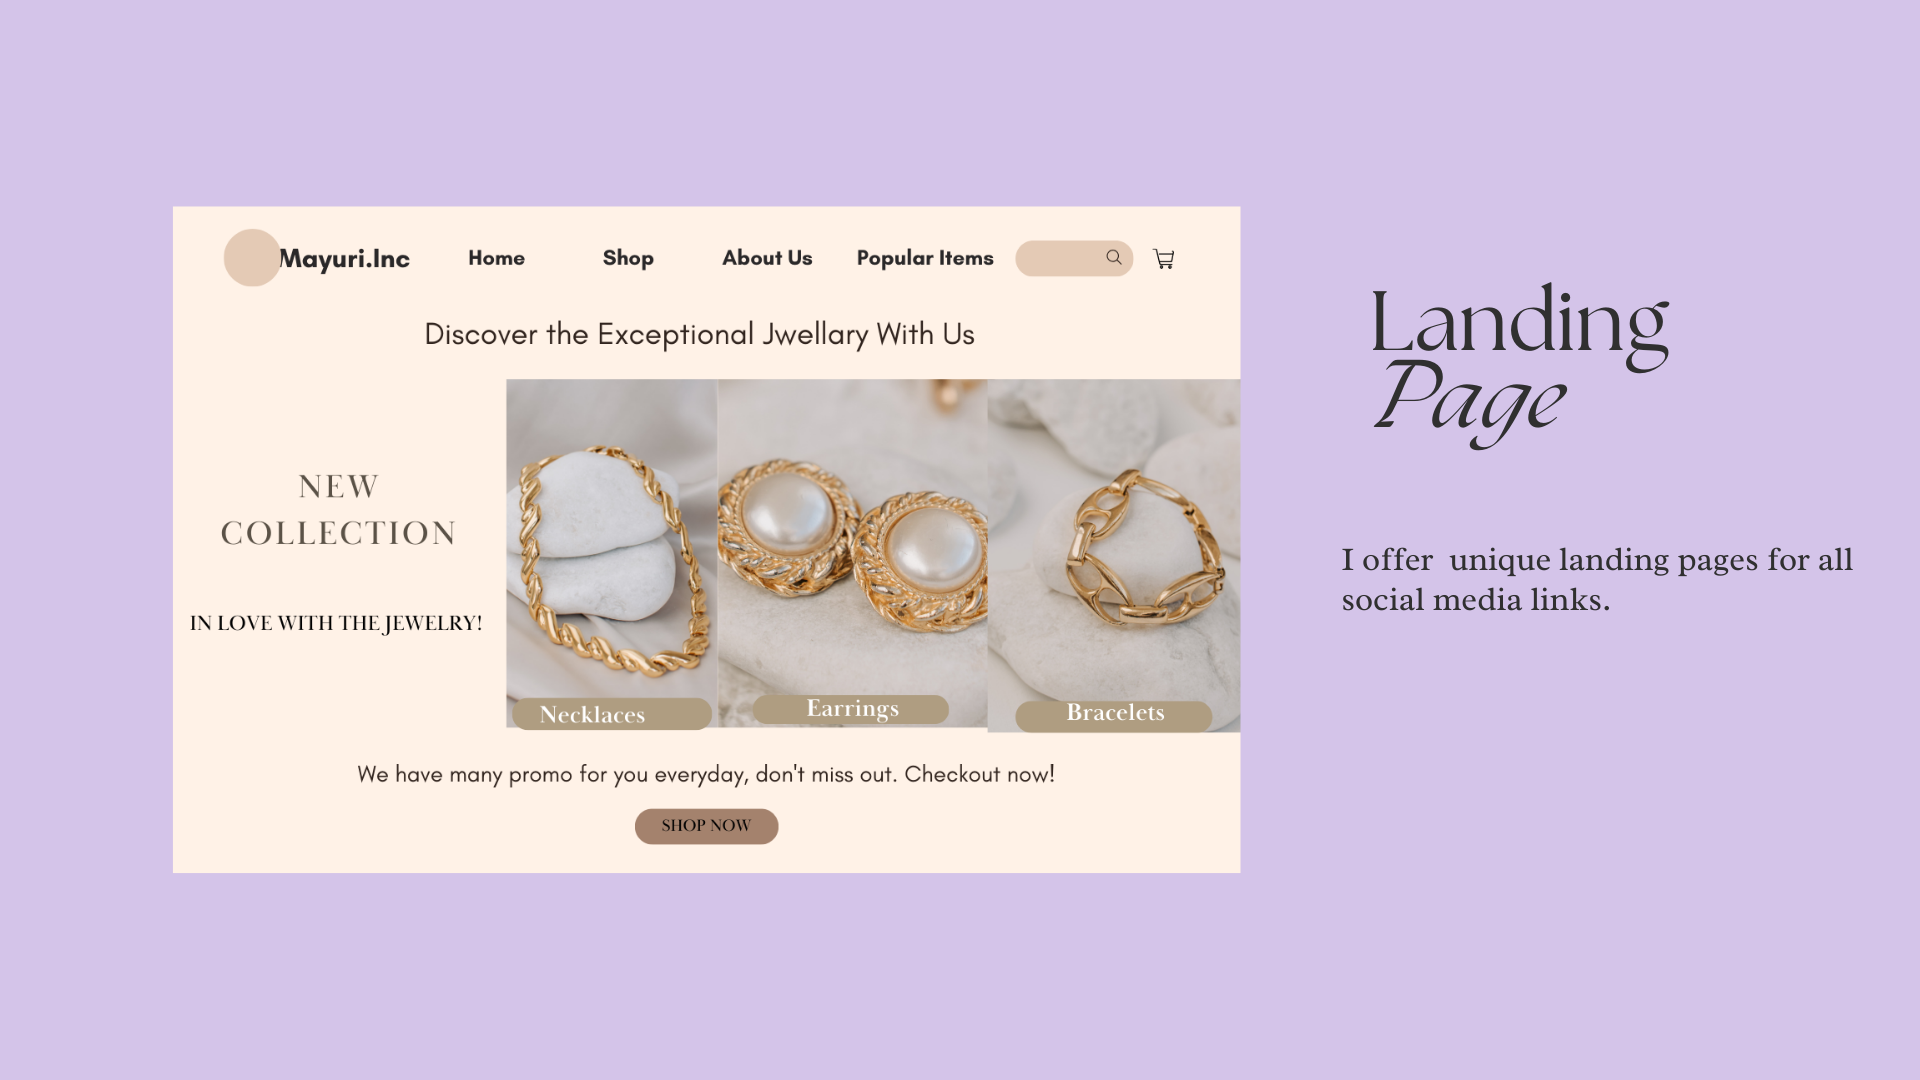 Mayuri.Inc
Home
Shop
About Us
Popular Items
Discover the Exceptional Jwellary With Us
NEW
COLLECTION
IN LOVE WITH THE JEWELRY!
Necklaces
Earrings
Bracelets
We have many promo for you everyday, don't miss out. Checkout now!
SHOP NOW
Landing
Page
I offer  unique landing pages for all
social media links.